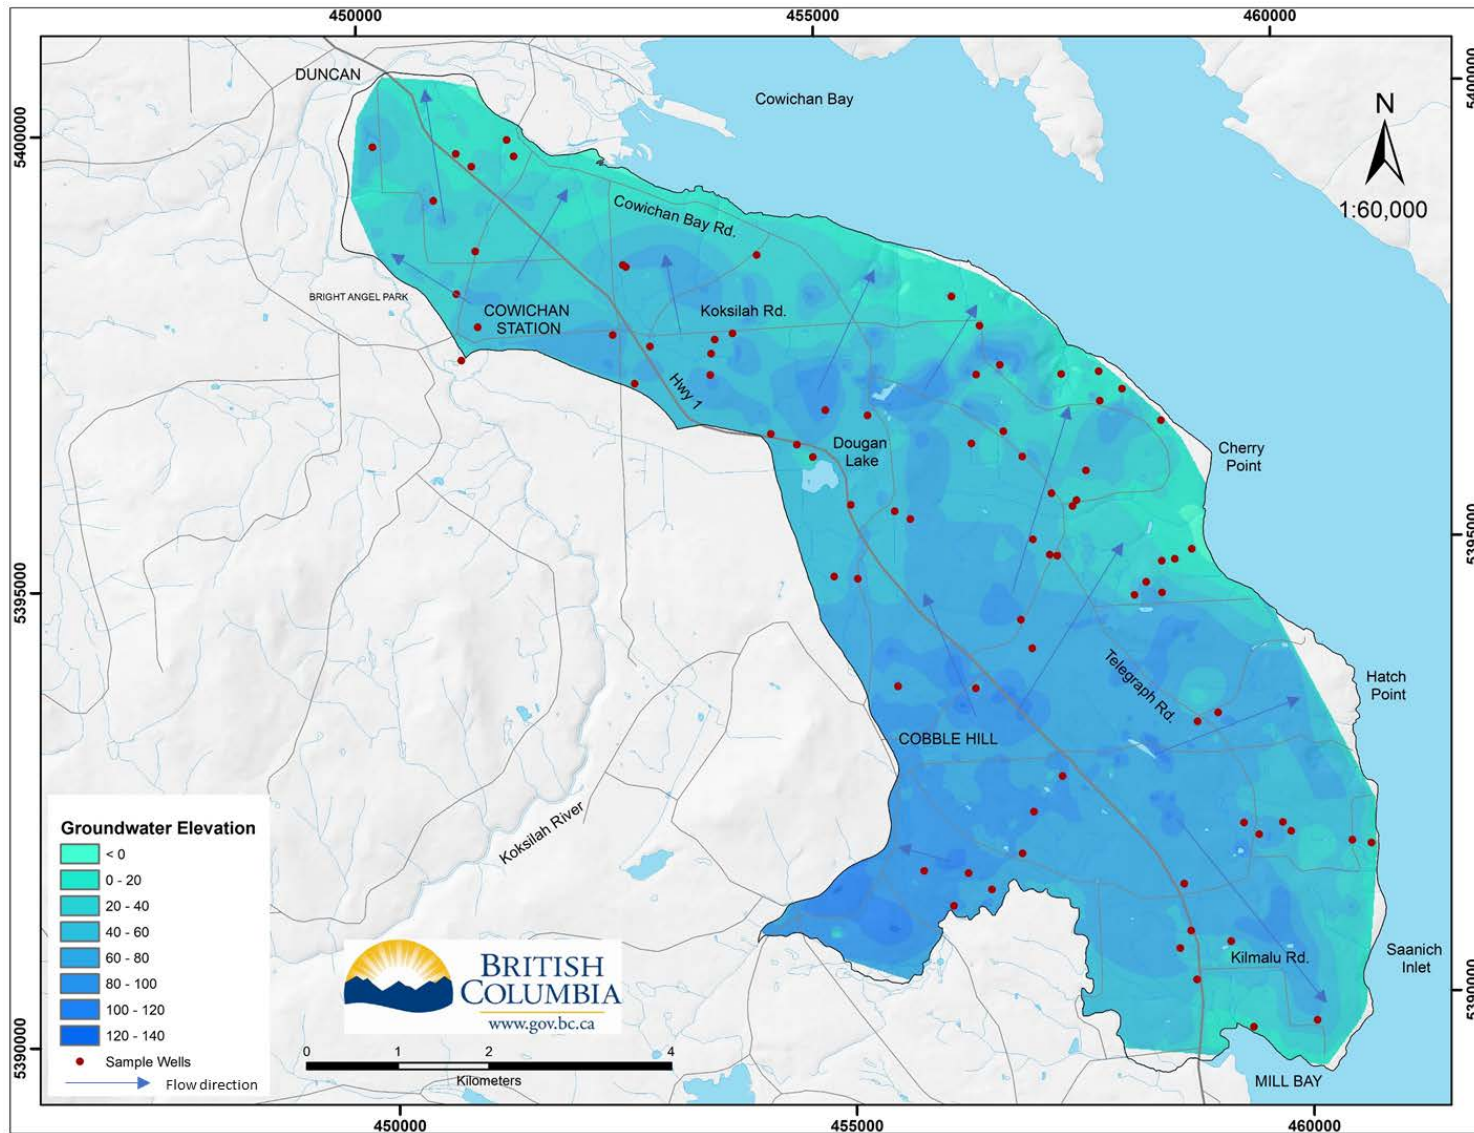 450000
455000
460000
DUNCAN
Cowichan Bay
5400000
5400000
N
1:60,000
Cowichan Bay Rd.
BRIGHT ANGEL PARK
COWICHAN
STATION
Koksilah Rd.
Hwy 1
Dougan
Lake
Cherry
Point
5395000
5395000
Telegraph Rd.
Hatch
Point
COBBLE HILL
Koksilah River
Groundwater Elevation
< 0
0 - 20
20 - 40
40 - 60
60 - 80
80 - 100
100 - 120
120 - 140
Sample Wells
Flow direction
BRITISH
COLUMBIA
www.gov.bc.ca
0 1 2 4
Kilometers
Kilmalu Rd.
Saanich
Inlet
5390000
5390000
MILL BAY
450000
455000
460000